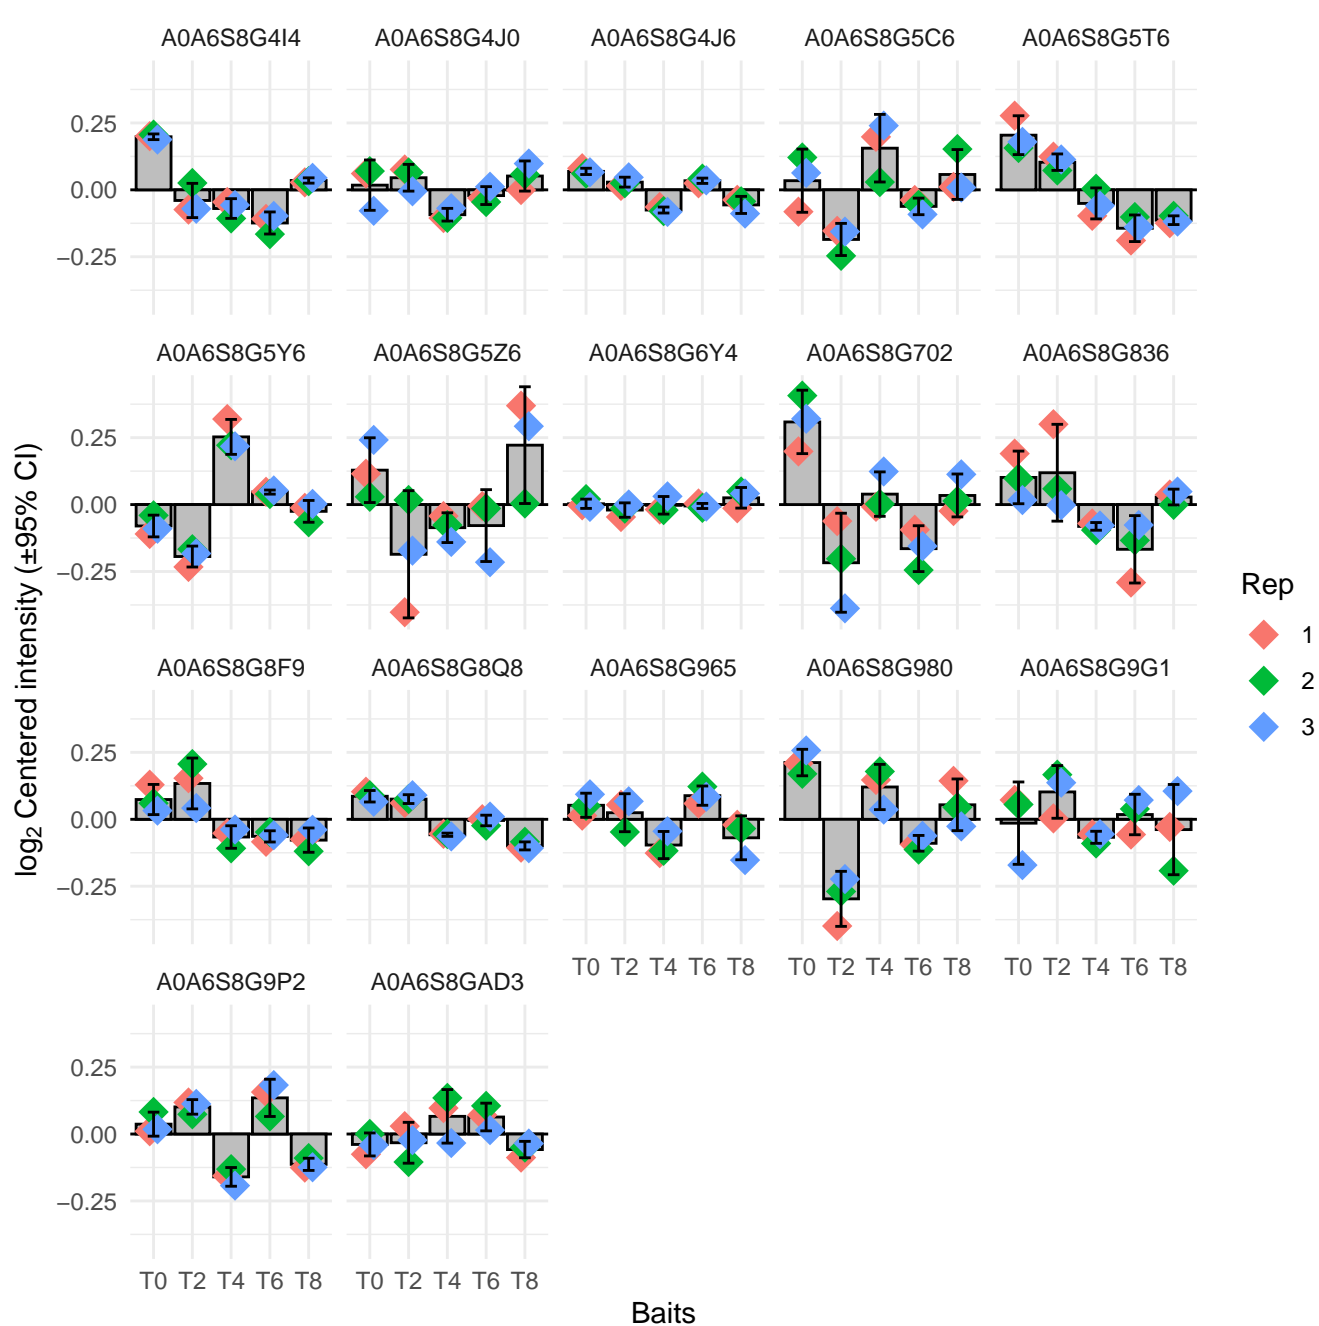 A0A6S8G4I4 A0A6S8G4J0 A0A6S8G4J6 A0A6S8G5C6 A0A6S8G5T6
0.25
0.00
−0.25
A0A6S8G5Y6 A0A6S8G5Z6 A0A6S8G6Y4 A0A6S8G702 A0A6S8G836
0.25
0.00
−0.25
A0A6S8G8F9 A0A6S8G8Q8 A0A6S8G965 A0A6S8G980 A0A6S8G9G1
0.25
0.00
−0.25
T0 T2 T4 T6 T8 T0 T2 T4 T6 T8 T0 T2 T4 T6 T8
A0A6S8G9P2 A0A6S8GAD3
0.25
0.00
−0.25
T0 T2 T4 T6 T8 T0 T2 T4 T6 T8
Baits
log2 Centered intensity (±95% CI)
Rep
1
2
3